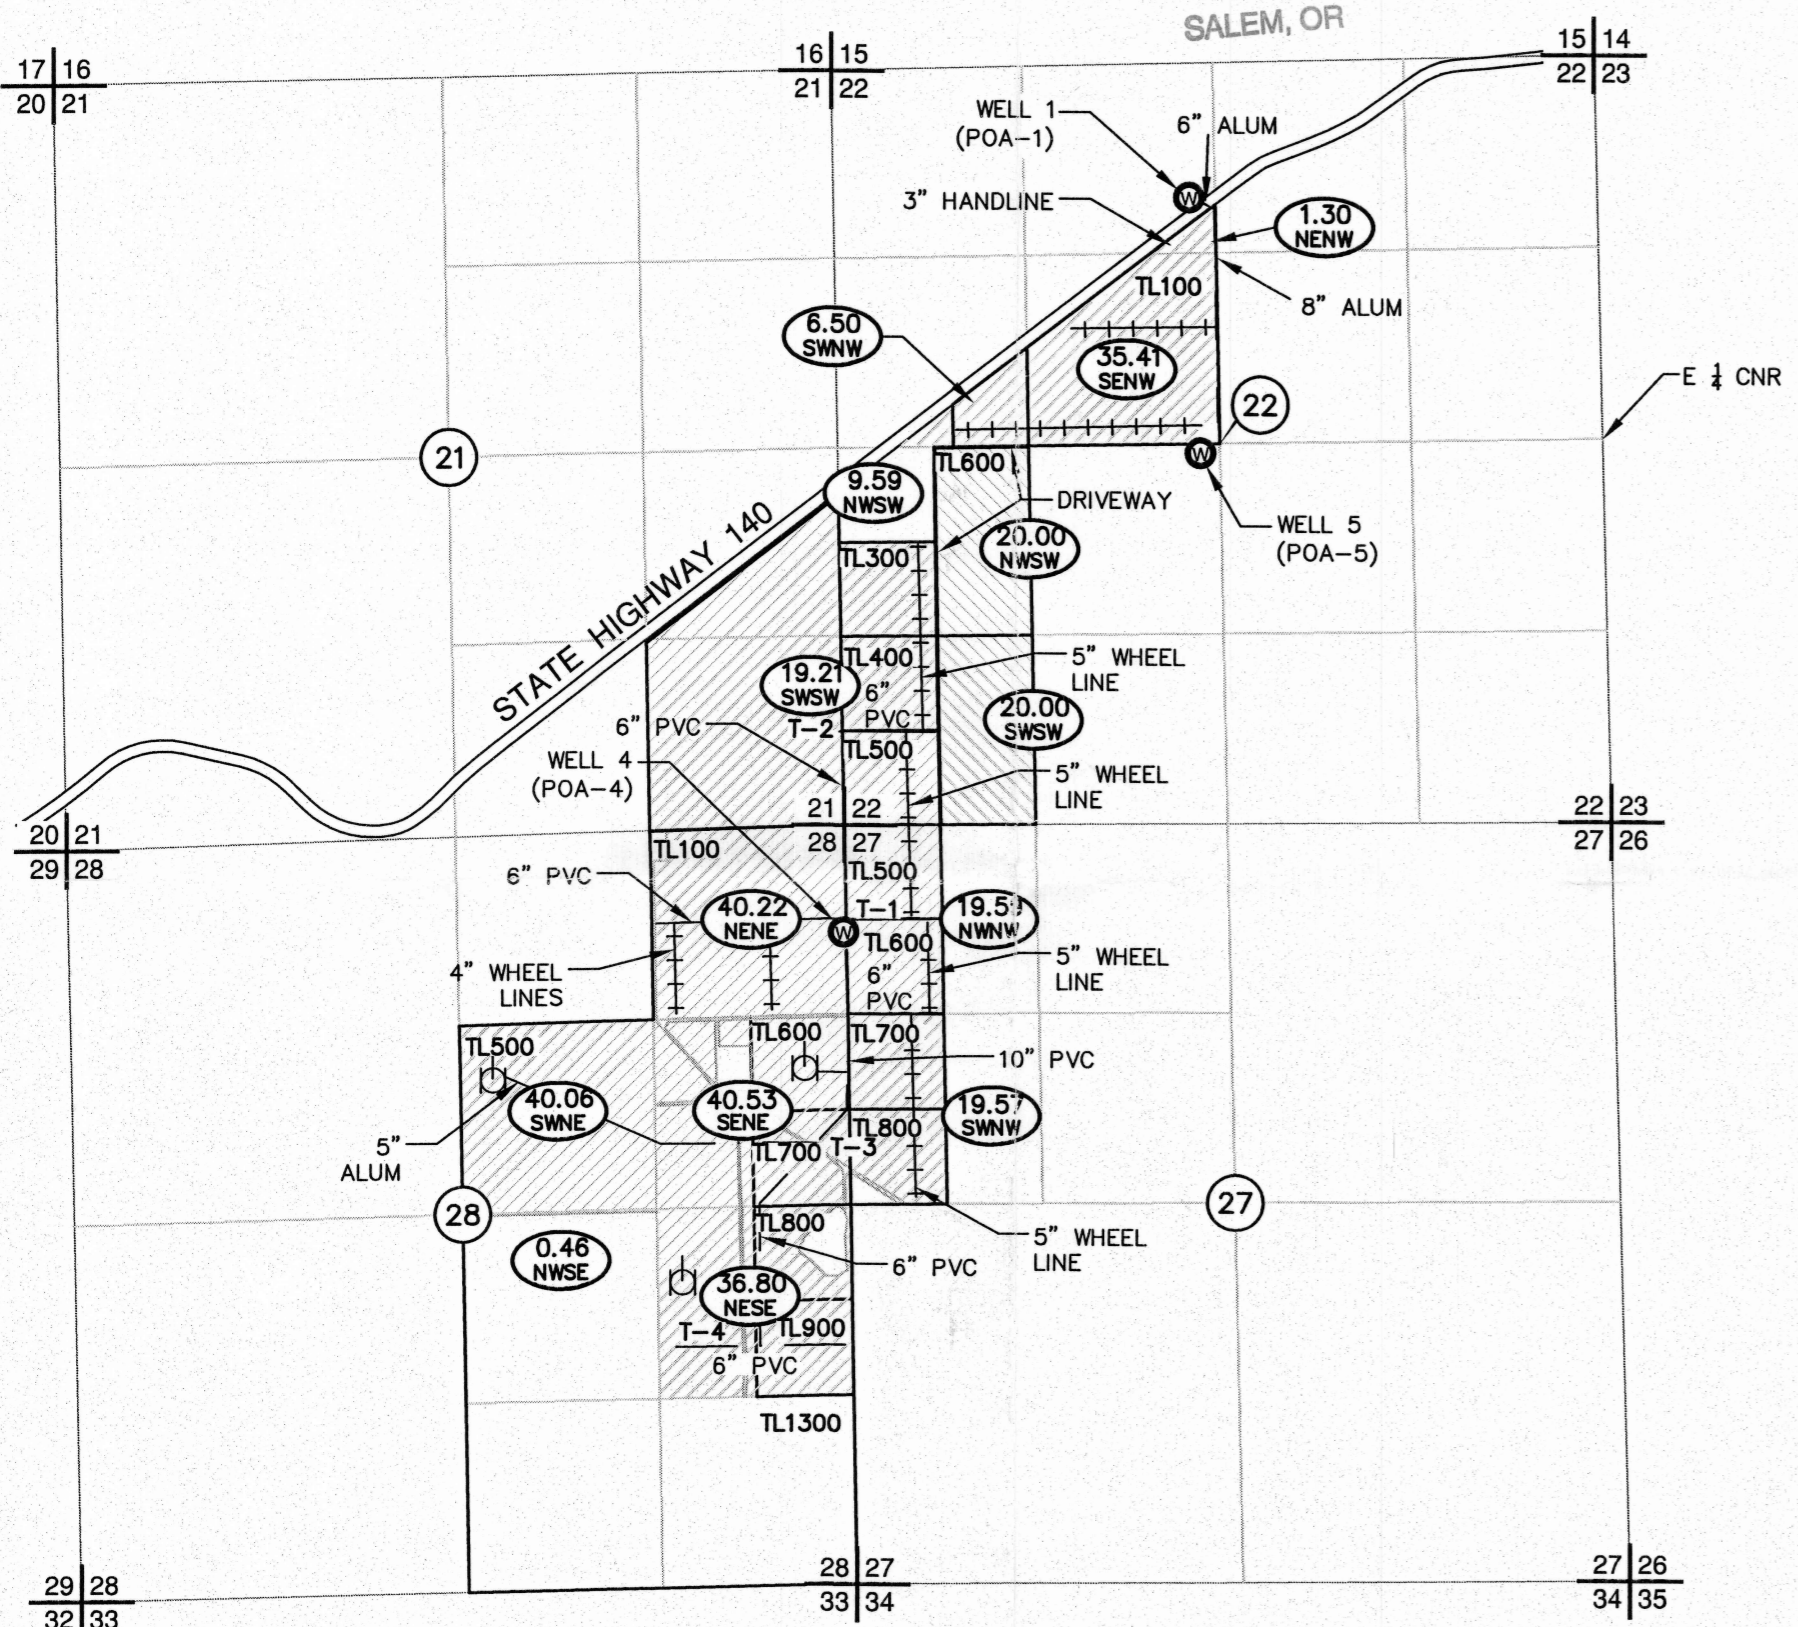 SALEM, OR
17 16
20 21
16 15
21 22
15 14
22 23
WELL 1
(POA-1)
6" ALUM
3" HANDLINE
1.30
NENW
TL100
8" ALUM
6.50
SWNW
35.41
SENW
E 1/4 CNR
22
21
TL600
9.59
NWSW
DRIVEWAY
WELL 5
(POA-5)
STATE HIGHWAY 140
20.00
NWSW
TL300
TL400
5" WHEEL
LINE
19.21
SWSW
6"
PVC
20.00
SWSW
6" PVC
T-2
TL500
WELL 4
(POA-4)
5" WHEEL
LINE
21 22
28 27
20 21
29 28
22 23
27 26
TL100
TL500
6" PVC
40.22
NENE
T-1
NWNW
TL600
4" WHEEL
LINES
6"
PVC
5" WHEEL
LINE
TL500
TL600
TL700
10" PVC
40.06
SWNE
40.53
SENE
19.57
SWNW
5"
ALUM
TL700
T-3
TL800
28
27
TL800
5" WHEEL
LINE
0.46
NWSE
6" PVC
36.80
NESE
T-4
TL900
6" PVC
TL1300
29 28
32 33
28 27
33 34
27 26
34 35